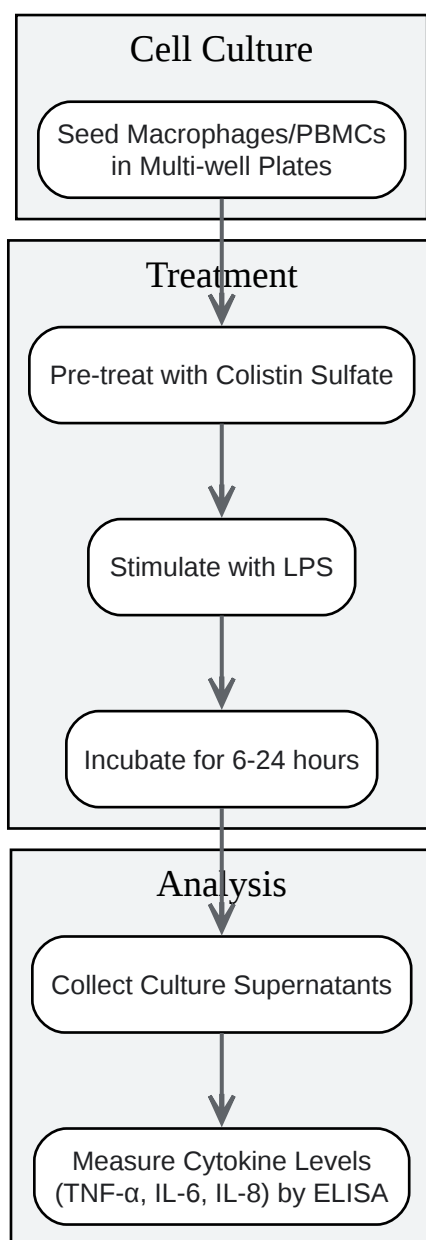 Cell Culture
Seed Macrophages/PBMCs
in Multi-well Plates
Treatment
Pre-treat with Colistin Sulfate
Stimulate with LPS
Incubate for 6-24 hours
Analysis
Collect Culture Supernatants
Measure Cytokine Levels
(TNF-α, IL-6, IL-8) by ELISA